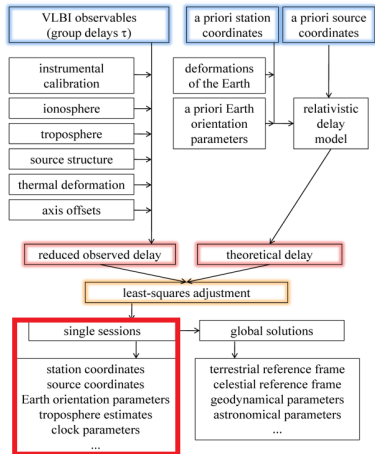 VLBI observables
(group delays τ)
a priori station
coordinates
a priori source
coordinates
instrumental
calibration
ionosphere
troposphere
source structure
thermal deformation
axis offsets
deformations
of the Earth
a priori Earth
orientation
parameters
relativistic
delay
model
reduced observed delay
theoretical delay
least-squares adjustment
single sessions
global solutions
station coordinates
source coordinates
Earth orientation parameters
troposphere estimates
clock parameters
...
terrestrial reference frame
celestial reference frame
geodynamical parameters
astronomical parameters
...